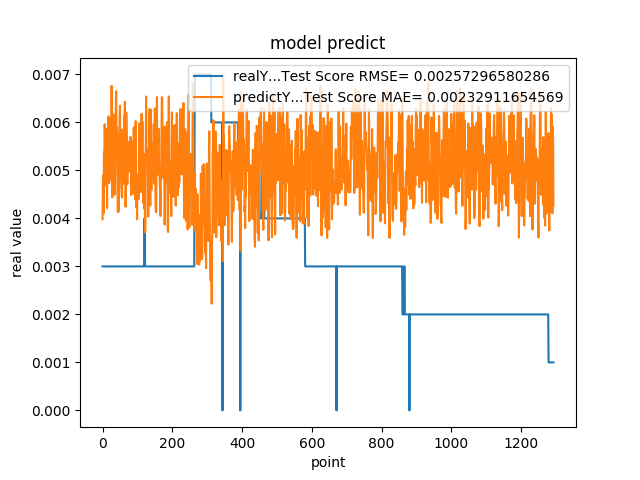 model predict
realY...Test Score RMSE= 0.00257296580286
predictY...Test Score MAE= 0.00232911654569
0.007
0.006
0.005
0.004
0.003
0.002
0.001
0.000
real value
0 200 400 600 800 1000 1200
point